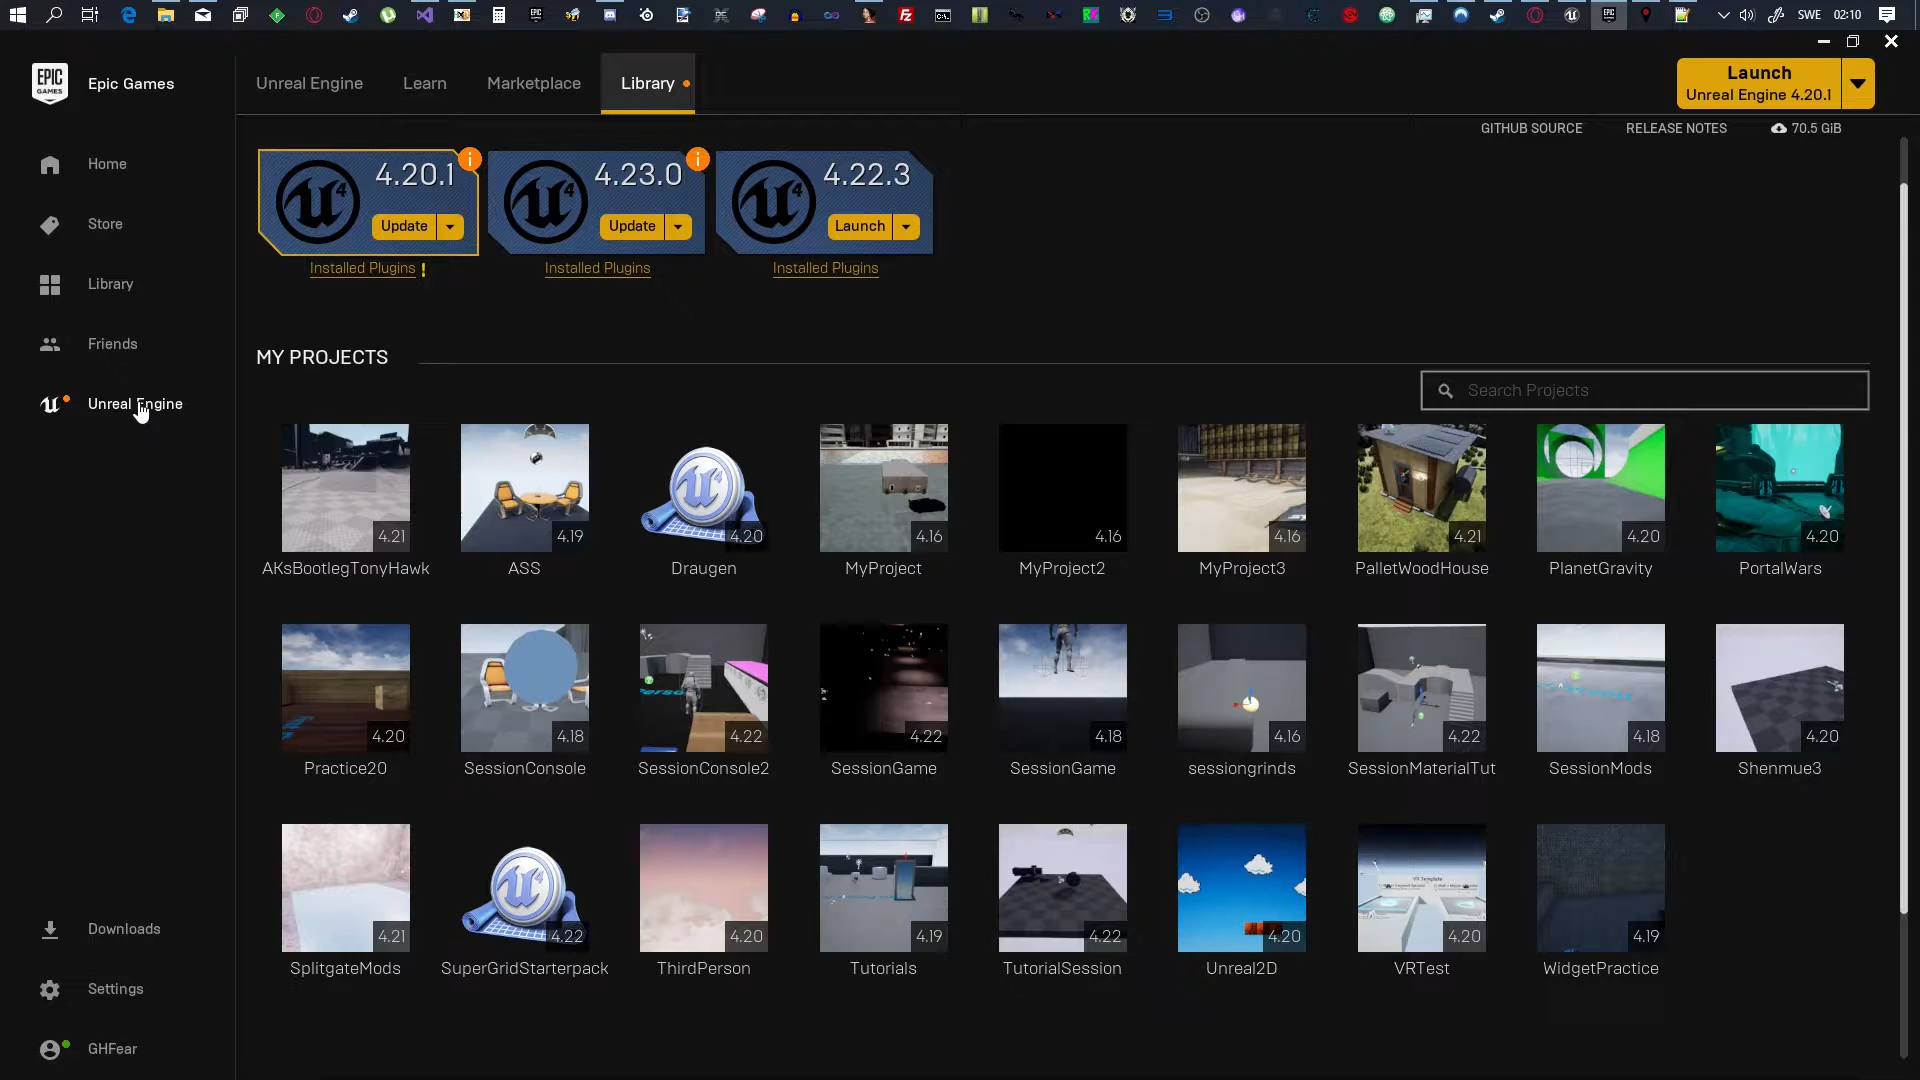 SWE 02:10
EPIC GAMES
Epic Games
Unreal Engine Learn Marketplace Library
Launch
Unreal Engine 4.20.1
GITHUB SOURCE RELEASE NOTES 70.5 GiB
Home
Store
Library
Friends
Unreal Engine
Downloads
Settings
GHFear
4.20.1 4.23.0 4.22.3
Update Update Launch
Installed Plugins ! Installed Plugins Installed Plugins
MY PROJECTS
Search Projects
4.21 4.19 4.20 4.16 4.16 4.16 4.21 4.20 4.20
AKsBootlegTonyHawk ASS Draugen MyProject MyProject2 MyProject3 PalletWoodHouse PlanetGravity PortalWars
4.20 4.18 4.22 4.22 4.18 4.16 4.22 4.18 4.20
Practice20 SessionConsole SessionConsole2 SessionGame SessionGame sessiongrinds SessionMaterialTut SessionMods Shenmue3
4.21 4.22 4.20 4.19 4.22 4.20 4.20 4.19
SplitgateMods SuperGridStarterpack ThirdPerson Tutorials TutorialSession Unreal2D VRTest WidgetPractice